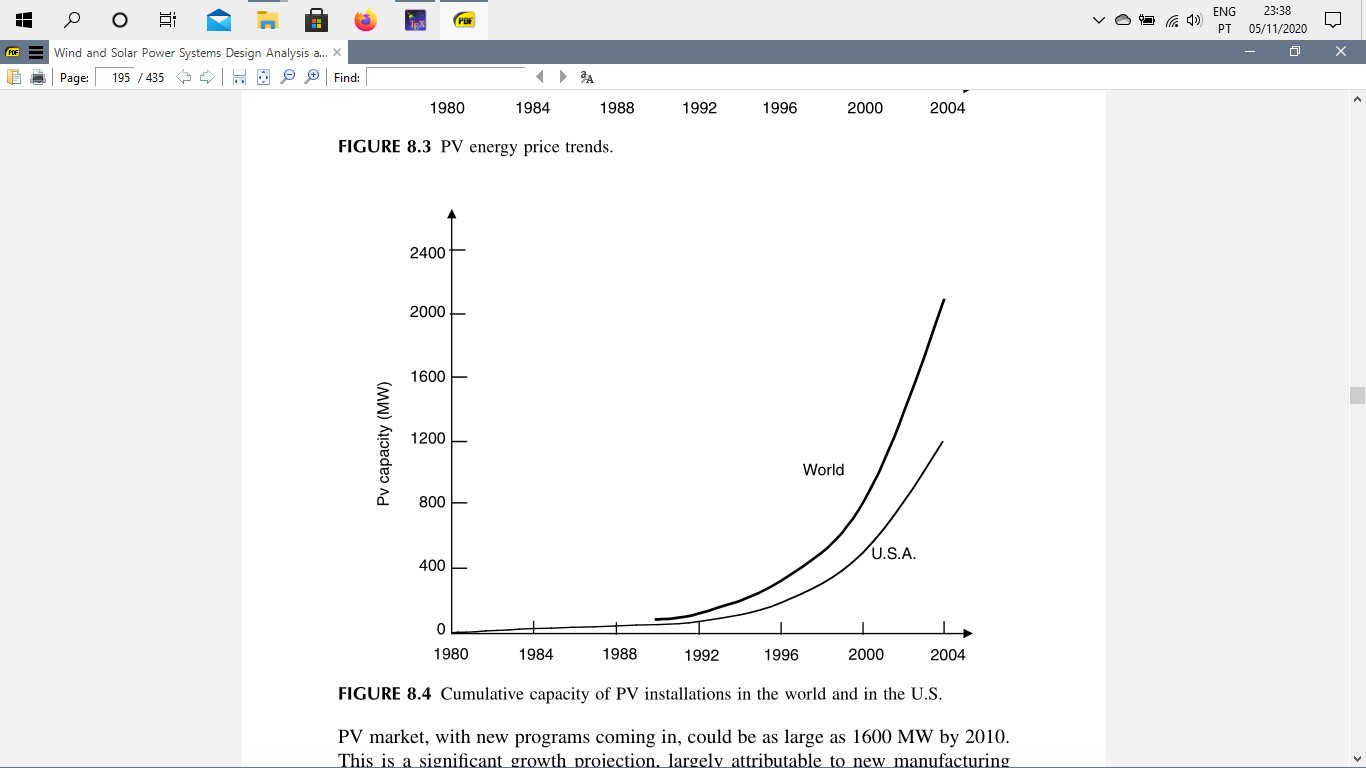 TEX
PDF
ENG
23:38
PT
05/11/2020
PDF
Wind and Solar Power Systems Design Analysis a...
Page: 195 / 435 Find:
1980 1984 1988 1992 1996 2000 2004
FIGURE 8.3 PV energy price trends.
2400
2000
1600
1200
800
400
0
Pv capacity (MW)
World
U.S.A.
1980 1984 1988 1992 1996 2000 2004
FIGURE 8.4 Cumulative capacity of PV installations in the world and in the U.S.
PV market, with new programs coming in, could be as large as 1600 MW by 2010.
This is a significant growth projection, largely attributable to new manufacturing